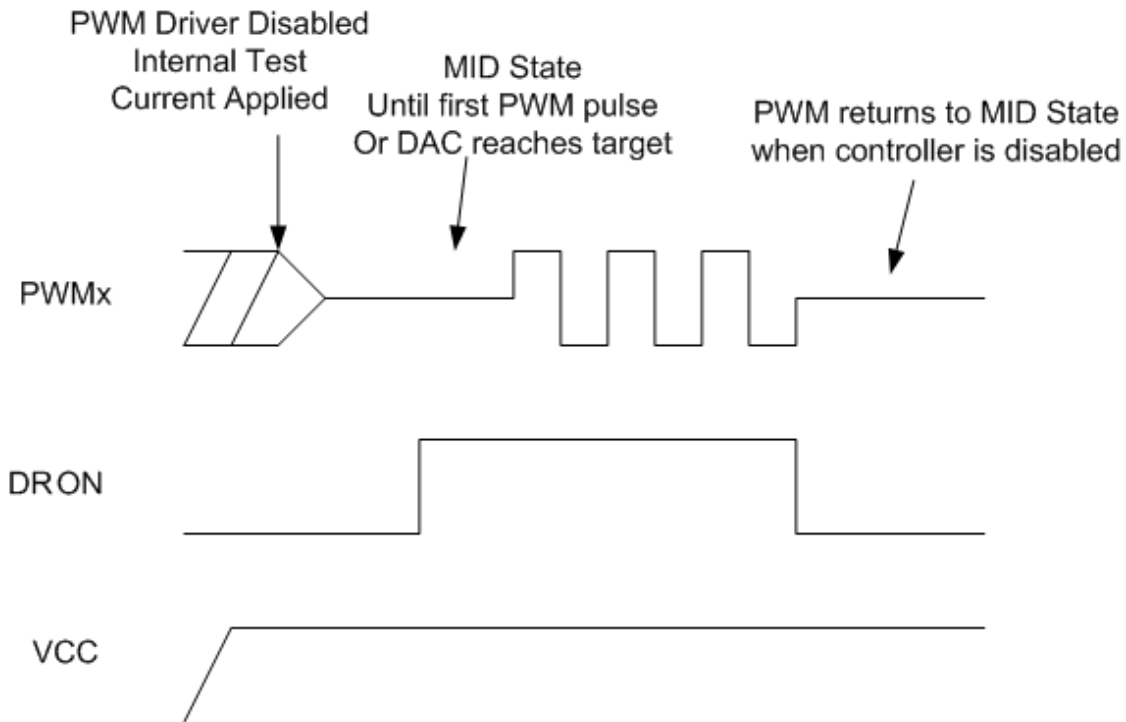 PWM Driver Disabled
Internal Test
Current Applied
MID State
Until first PWM pulse
Or DAC reaches target
PWM returns to MID State
when controller is disabled
PWMx
DRON
VCC